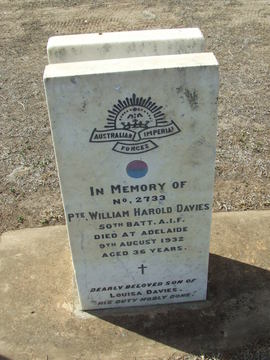 AUSTRALIAN IMPERIAL
FORCES
IN MEMORY OF
NO. 2733
PTE. WILLIAM HAROLD DAVIES
50TH BATT. A.I.F.
DIED AT ADELAIDE
9TH AUGUST 1932
AGED 36 YEARS.
DEARLY BELOVED SON OF
LOUISA DAVIES.
"HIS DUTY NOBLY DONE."